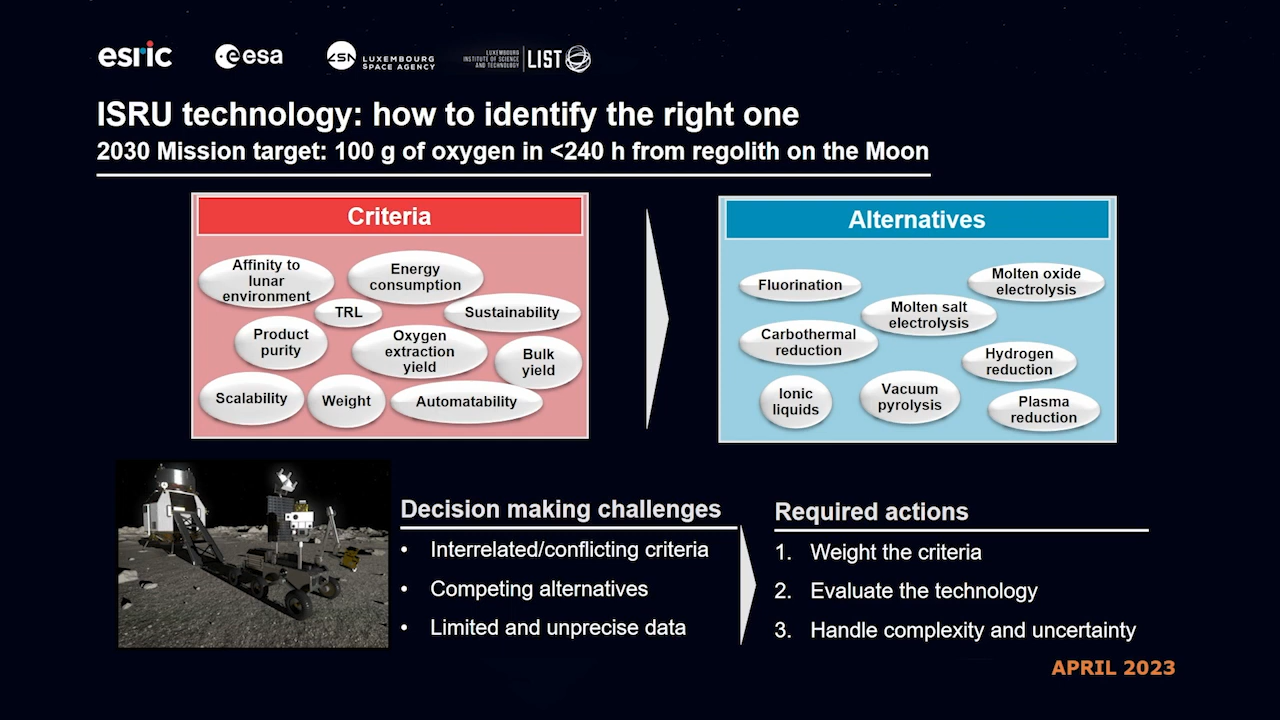 esric
esa
LSA
LUXEMBOURG
SPACE AGENCY
LUXEMBOURG
INSTITUTE OF SCIENCE
AND TECHNOLOGY
LIST
ISRU technology: how to identify the right one
2030 Mission target: 100 g of oxygen in <240 h from regolith on the Moon
Criteria
Affinity to
lunar
environment
Energy
consumption
TRL
Sustainability
Product
purity
Oxygen
extraction
yield
Bulk
yield
Scalability
Weight
Automatability
Alternatives
Fluorination
Molten oxide
electrolysis
Molten salt
electrolysis
Carbothermal
reduction
Hydrogen
reduction
Ionic
liquids
Vacuum
pyrolysis
Plasma
reduction
Decision making challenges
• Interrelated/conflicting criteria
• Competing alternatives
• Limited and unprecise data
Required actions
1. Weight the criteria
2. Evaluate the technology
3. Handle complexity and uncertainty
APRIL 2023